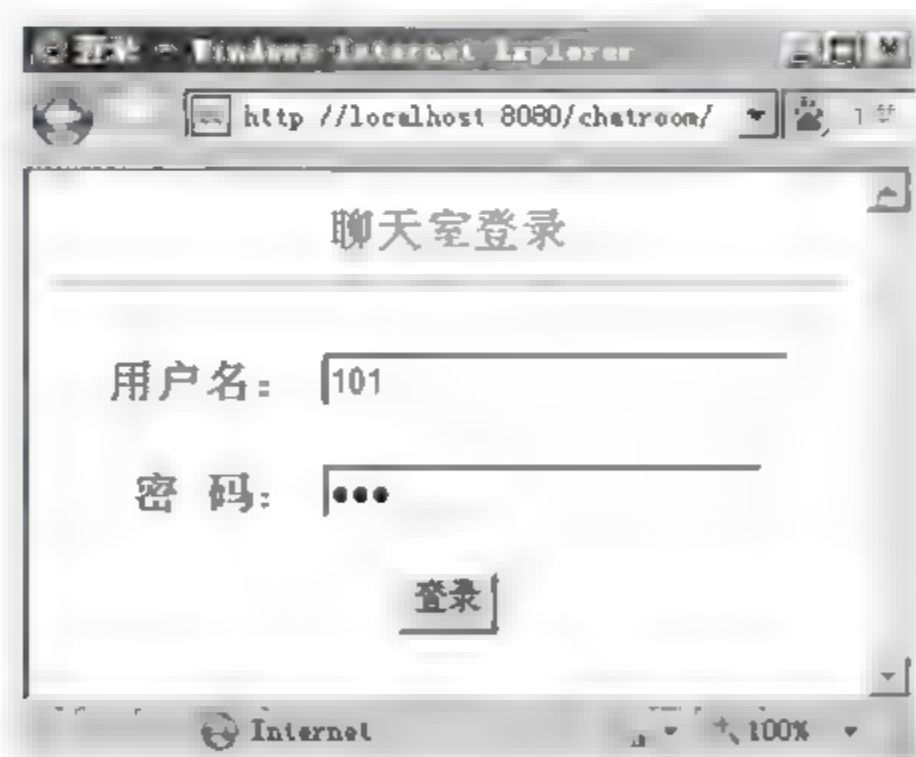 - Windows Internet Explorer
http //localhost 8080/chatroom/
聊天室登录
用户名： 101
密 码： •••
登录
Internet
100%